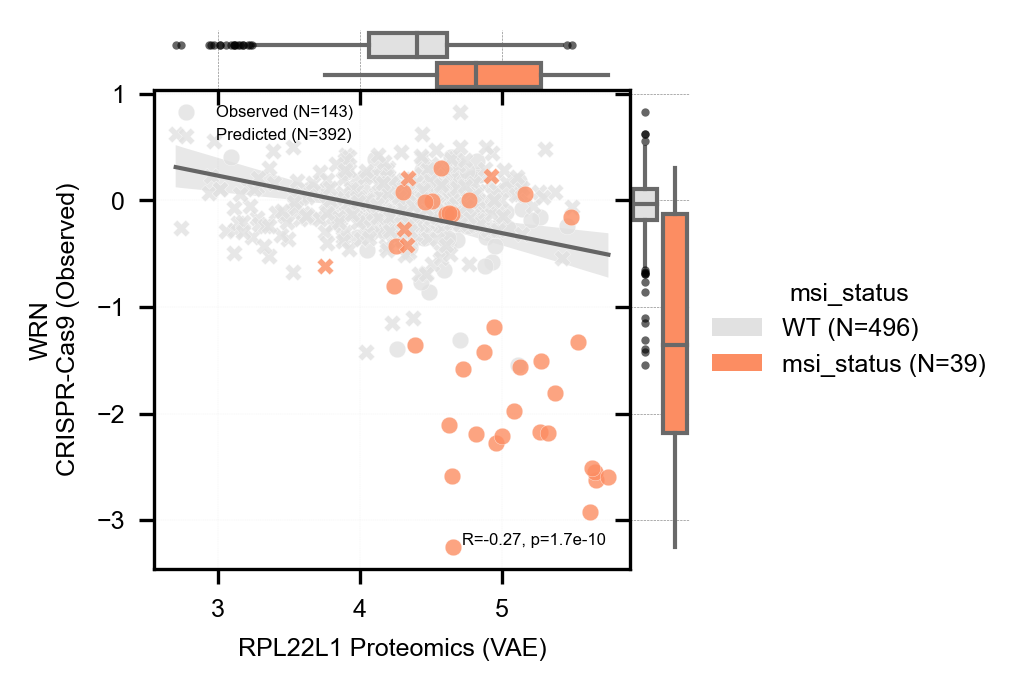 1
0
−1
−2
−3
WRN
CRISPR-Cas9 (Observed)
Observed (N=143)
Predicted (N=392)
R=-0.27, p=1.7e-10
3
4
5
RPL22L1 Proteomics (VAE)
msi_status
WT (N=496)
msi_status (N=39)